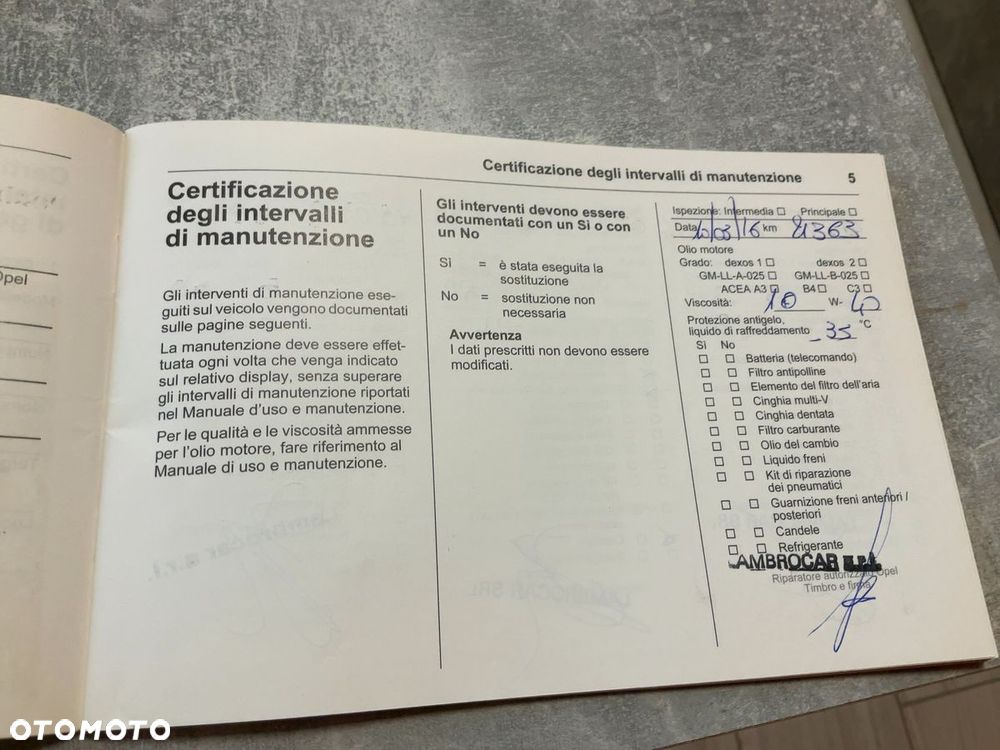 Certificazione degli intervalli di manutenzione 5
Certificazione
degli intervalli
di manutenzione
Gli interventi di manutenzione ese-
guiti sul veicolo vengono documentati
sulle pagine seguenti.
La manutenzione deve essere effet-
tuata ogni volta che venga indicato
sul relativo display, senza superare
gli intervalli di manutenzione riportati
nel Manuale d'uso e manutenzione.
Per le qualità e le viscosità ammesse
per l'olio motore, fare riferimento al
Manuale di uso e manutenzione.
Gli interventi devono essere
documentati con un Sì o con
un No
Sì = è stata eseguita la
sostituzione
No = sostituzione non
necessaria
Avvertenza
I dati prescritti non devono essere
modificati.
Ispezione: Intermedia ☐ Principale ☐
Data 10/03/16 km
Olio motore
Grado: dexos 1 ☐ dexos 2 ☐
GM-LL-A-025 ☐ GM-LL-B-025 ☐
ACEA A3 ☐ B4 ☐ C3 ☐
Viscosità: 10 W- 40
Protezione antigelo,
liquido di raffreddamento -35 °C
Sì No
☐ ☐ Batteria (telecomando)
☐ ☐ Filtro antipolline
☐ ☐ Elemento del filtro dell'aria
☐ ☐ Cinghia multi-V
☐ ☐ Cinghia dentata
☐ ☐ Filtro carburante
☐ ☐ Olio del cambio
☐ ☐ Liquido freni
☐ ☐ Kit di riparazione
dei pneumatici
☐ ☐ Guarnizione freni anteriori /
posteriori
☐ ☐ Candele
☐ ☐ Refrigerante
AMBROCAR s.r.l.
Riparatore autorizzato Opel
Timbro e firma
Opel
OTOMOTO